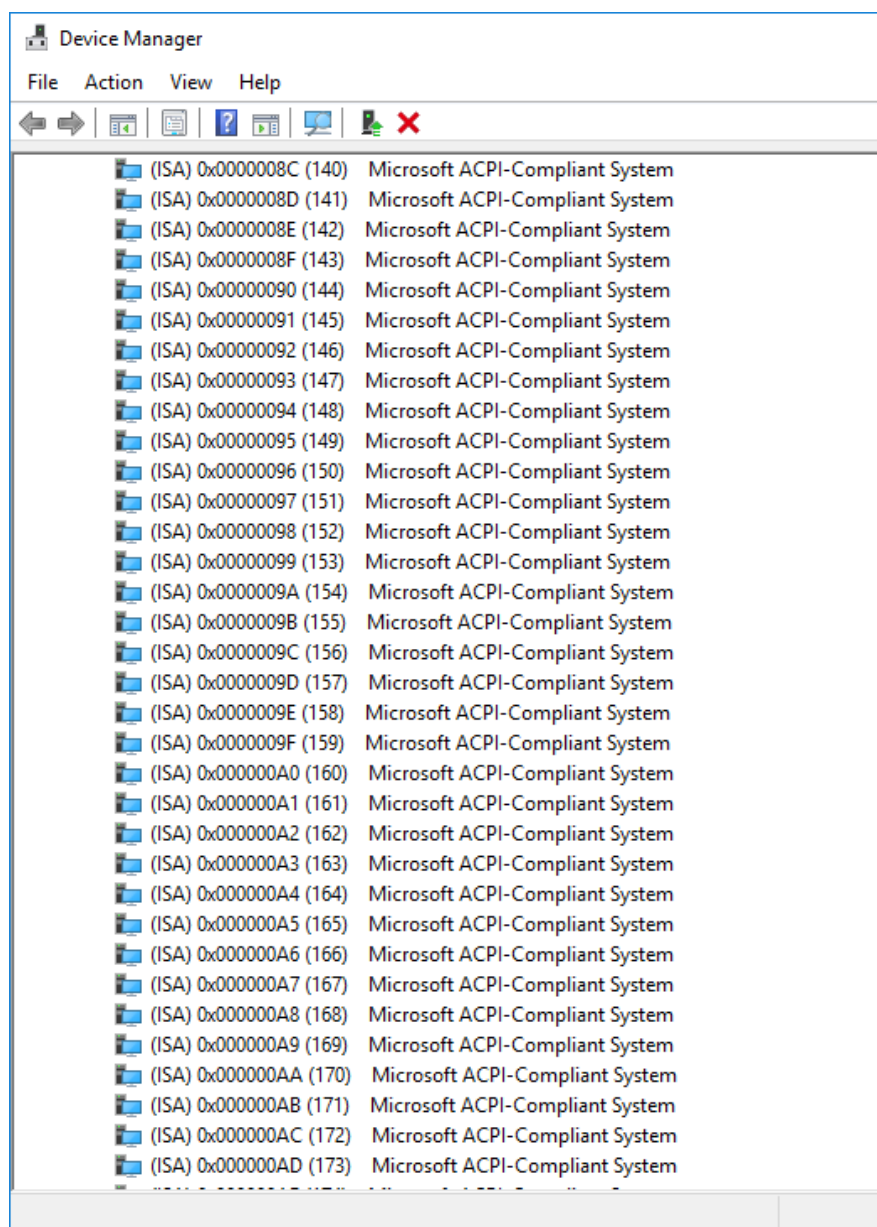 Device Manager
File Action View Help
(ISA) 0x0000008C (140) Microsoft ACPI-Compliant System
(ISA) 0x0000008D (141) Microsoft ACPI-Compliant System
(ISA) 0x0000008E (142) Microsoft ACPI-Compliant System
(ISA) 0x0000008F (143) Microsoft ACPI-Compliant System
(ISA) 0x00000090 (144) Microsoft ACPI-Compliant System
(ISA) 0x00000091 (145) Microsoft ACPI-Compliant System
(ISA) 0x00000092 (146) Microsoft ACPI-Compliant System
(ISA) 0x00000093 (147) Microsoft ACPI-Compliant System
(ISA) 0x00000094 (148) Microsoft ACPI-Compliant System
(ISA) 0x00000095 (149) Microsoft ACPI-Compliant System
(ISA) 0x00000096 (150) Microsoft ACPI-Compliant System
(ISA) 0x00000097 (151) Microsoft ACPI-Compliant System
(ISA) 0x00000098 (152) Microsoft ACPI-Compliant System
(ISA) 0x00000099 (153) Microsoft ACPI-Compliant System
(ISA) 0x0000009A (154) Microsoft ACPI-Compliant System
(ISA) 0x0000009B (155) Microsoft ACPI-Compliant System
(ISA) 0x0000009C (156) Microsoft ACPI-Compliant System
(ISA) 0x0000009D (157) Microsoft ACPI-Compliant System
(ISA) 0x0000009E (158) Microsoft ACPI-Compliant System
(ISA) 0x0000009F (159) Microsoft ACPI-Compliant System
(ISA) 0x000000A0 (160) Microsoft ACPI-Compliant System
(ISA) 0x000000A1 (161) Microsoft ACPI-Compliant System
(ISA) 0x000000A2 (162) Microsoft ACPI-Compliant System
(ISA) 0x000000A3 (163) Microsoft ACPI-Compliant System
(ISA) 0x000000A4 (164) Microsoft ACPI-Compliant System
(ISA) 0x000000A5 (165) Microsoft ACPI-Compliant System
(ISA) 0x000000A6 (166) Microsoft ACPI-Compliant System
(ISA) 0x000000A7 (167) Microsoft ACPI-Compliant System
(ISA) 0x000000A8 (168) Microsoft ACPI-Compliant System
(ISA) 0x000000A9 (169) Microsoft ACPI-Compliant System
(ISA) 0x000000AA (170) Microsoft ACPI-Compliant System
(ISA) 0x000000AB (171) Microsoft ACPI-Compliant System
(ISA) 0x000000AC (172) Microsoft ACPI-Compliant System
(ISA) 0x000000AD (173) Microsoft ACPI-Compliant System